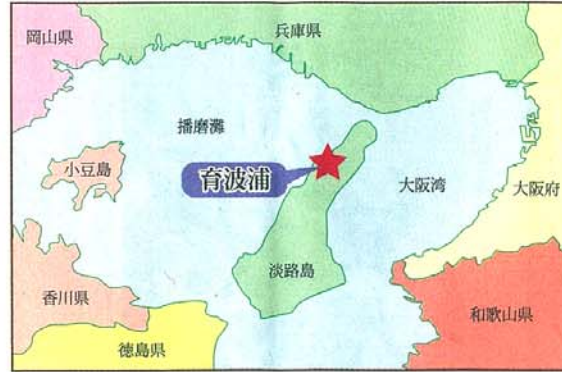 兵庫県
岡山県
播磨灘
小豆島
育波浦
大阪湾
大阪府
淡路島
香川県
和歌山県
徳島県